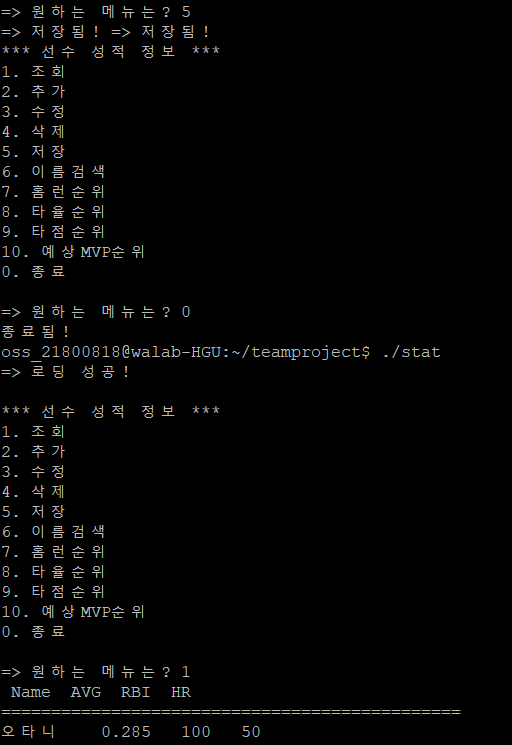 => 원하는 메뉴는? 5
=> 저장됨! => 저장됨!
*** 선수 성적 정보 ***
1. 조회
2. 추가
3. 수정
4. 삭제
5. 저장
6. 이름검색
7. 홈런순위
8. 타율순위
9. 타점순위
10. 예상MVP순위
0. 종료
=> 원하는 메뉴는? 0
종료됨!
oss_21800818@walab-HGU:~/teamproject$ ./stat
=> 로딩 성공!
*** 선수 성적 정보 ***
1. 조회
2. 추가
3. 수정
4. 삭제
5. 저장
6. 이름검색
7. 홈런순위
8. 타율순위
9. 타점순위
10. 예상MVP순위
0. 종료
=> 원하는 메뉴는? 1
Name AVG RBI HR
==============================================
오타니 0.285 100 50